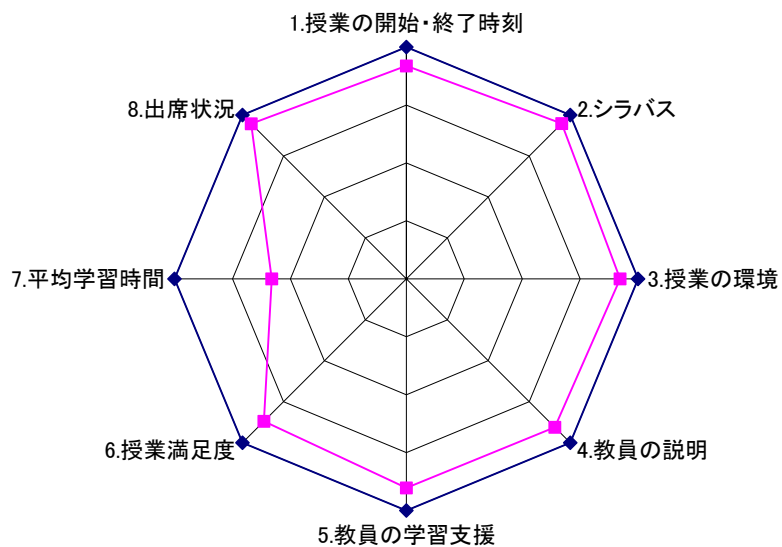 1.授業の開始・終了時刻
2.シラバス
3.授業の環境
4.教員の説明
5.教員の学習支援
6.授業満足度
7.平均学習時間
8.出席状況